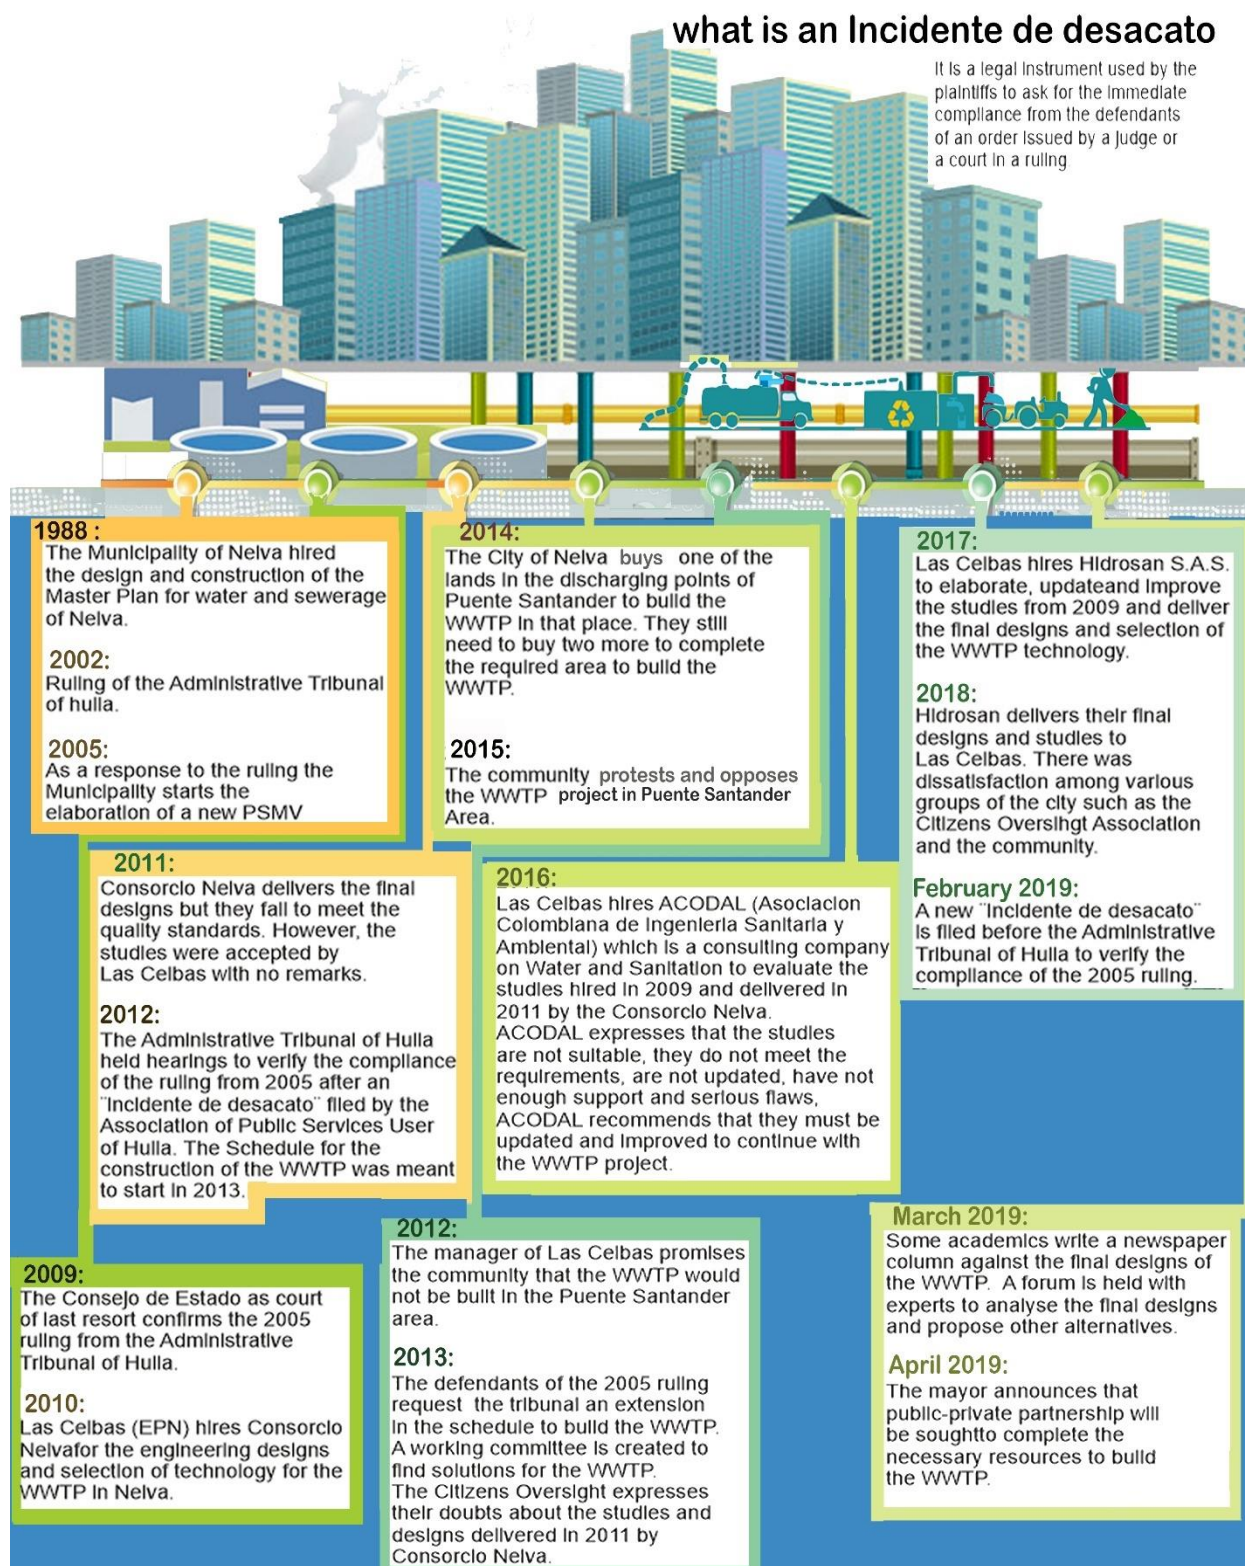 what is an Incidente de desacato
It is a legal instrument used by the
plaintiffs to ask for the immediate
compliance from the defendants
of an order issued by a judge or
a court in a ruling
1988 :
The Municipality of Neiva hired
the design and construction of the
Master Plan for water and sewerage
of Neiva.
2002:
Ruling of the Administrative Tribunal
of huila.
2005:
As a response to the ruling the
Municipality starts the
elaboration of a new PSMV
2009:
The Consejo de Estado as court
of last resort confirms the 2005
ruling from the Administrative
Tribunal of Huila.
2010:
Las Ceibas (EPN) hires Consorcio
Neivafor the engineering designs
and selection of technology for the
WWTP in Neiva.
2011:
Consorcio Neiva delivers the final
designs but they fail to meet the
quality standards. However, the
studies were accepted by
Las Ceibas with no remarks.
2012:
The Administrative Tribunal of Huila
held hearings to verify the compliance
of the ruling from 2005 after an
¨Incidente de desacato¨ filed by the
Association of Public Services User
of Huila. The Schedule for the
construction of the WWTP was meant
to start in 2013.
2012:
The manager of Las Ceibas promises
the community that the WWTP would
not be built in the Puente Santander
area.
2013:
The defendants of the 2005 ruling
request the tribunal an extension
in the schedule to build the WWTP.
A working committee is created to
find solutions for the WWTP.
The Citizens Oversight expresses
their doubts about the studies and
designs delivered in 2011 by
Consorcio Neiva.
2014:
The City of Neiva buys one of the
lands in the discharging points of
Puente Santander to build the
WWTP in that place. They still
need to buy two more to complete
the required area to build the
WWTP.
2015:
The community protests and opposes
the WWTP project in Puente Santander
Area.
2016:
Las Ceibas hires ACODAL (Asociacion
Colombiana de Ingenieria Sanitaria y
Ambiental) which is a consulting company
on Water and Sanitation to evaluate the
studies hired in 2009 and delivered in
2011 by the Consorcio Neiva.
ACODAL expresses that the studies
are not suitable, they do not meet the
requirements, are not updated, have not
enough support and serious flaws,
ACODAL recommends that they must be
updated and improved to continue with
the WWTP project.
2017:
Las Ceibas hires Hidrosan S.A.S.
to elaborate, updateand improve
the studies from 2009 and deliver
the final designs and selection of
the WWTP technology.
2018:
Hidrosan delivers their final
designs and studies to
Las Ceibas. There was
dissatisfaction among various
groups of the city such as the
Citizens Oversihgt Association
and the community.
February 2019:
A new ¨Incidente de desacato¨
is filed before the Administrative
Tribunal of Huila to verify the
compliance of the 2005 ruling.
March 2019:
Some academics write a newspaper
column against the final designs of
the WWTP. A forum is held with
experts to analyse the final designs
and propose other alternatives.
April 2019:
The mayor announces that
public-private partnership will
be soughtto complete the
necessary resources to build
the WWTP.